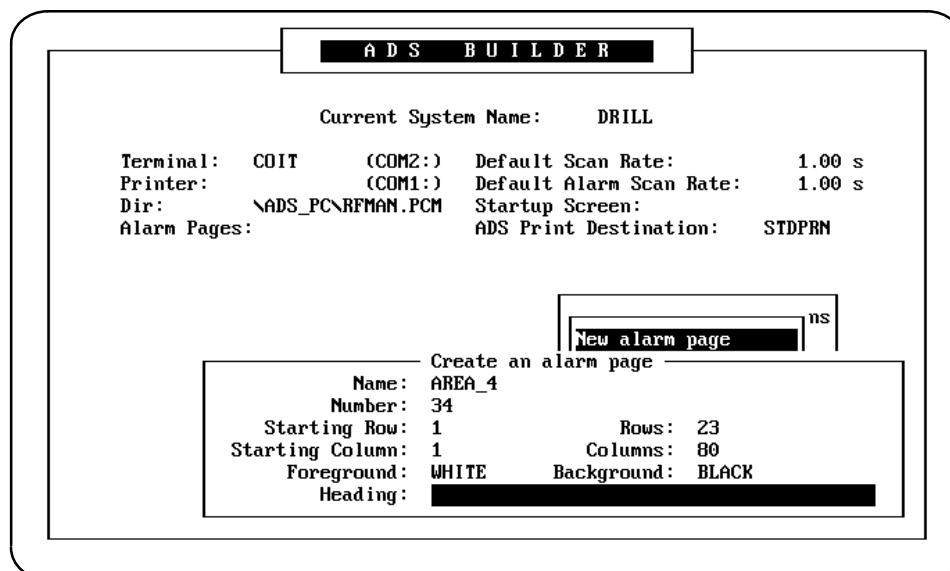 ADS BUILDER
Current System Name: DRILL
Terminal: COIT (COM2:) Default Scan Rate: 1.00 s
Printer: (COM1:) Default Alarm Scan Rate: 1.00 s
Dir: \ADS_PC\RFMAN.PCM Startup Screen:
Alarm Pages: ADS Print Destination: STDPRN
ns
New alarm page
Create an alarm page
Name: AREA_4
Number: 34
Starting Row: 1 Rows: 23
Starting Column: 1 Columns: 80
Foreground: WHITE Background: BLACK
Heading: